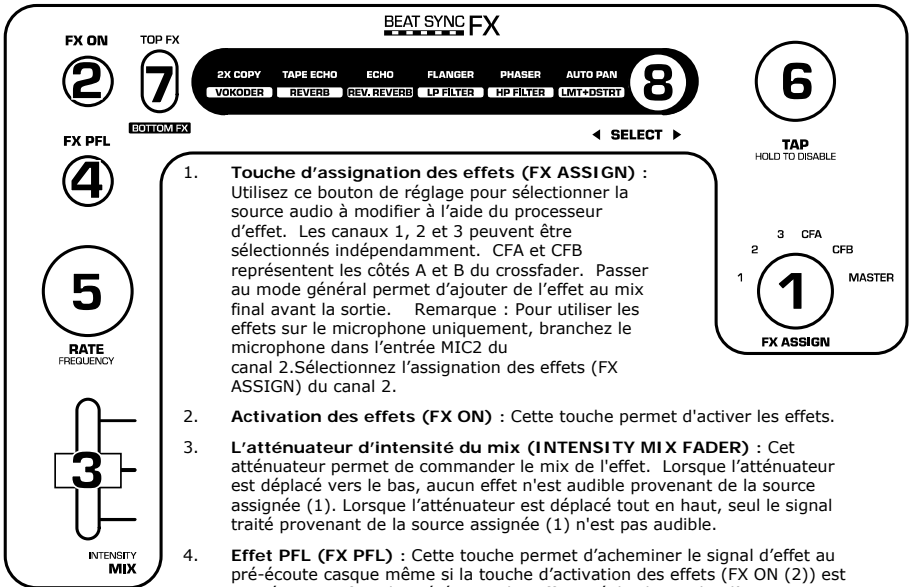 BEAT SYNC FX
FX ON
TOP FX
2
7
2X COPY TAPE ECHO ECHO FLANGER PHASER AUTO PAN
VOKODER REVERB REV. REVERB LP FİLTER HP FİLTER LMT+DSTRT
8
6
BOTTOM FX
◀ SELECT ▶
TAP
HOLD TO DISABLE
FX PFL
4
5
RATE
FREQUENCY
3
INTENSITY
MIX
3 CFA
2 CFB
1 MASTER
1
FX ASSIGN
1. Touche d'assignation des effets (FX ASSIGN) :
Utilisez ce bouton de réglage pour sélectionner la
source audio à modifier à l'aide du processeur
d'effet. Les canaux 1, 2 et 3 peuvent être
sélectionnés indépendamment. CFA et CFB
représentent les côtés A et B du crossfader. Passer
au mode général permet d'ajouter de l'effet au mix
final avant la sortie. Remarque : Pour utiliser les
effets sur le microphone uniquement, branchez le
microphone dans l'entrée MIC2 du
canal 2.Sélectionnez l'assignation des effets (FX
ASSIGN) du canal 2.
2. Activation des effets (FX ON) : Cette touche permet d'activer les effets.
3. L'atténuateur d'intensité du mix (INTENSITY MIX FADER) : Cet
atténuateur permet de commander le mix de l'effet. Lorsque l'atténuateur
est déplacé vers le bas, aucun effet n'est audible provenant de la source
assignée (1). Lorsque l'atténuateur est déplacé tout en haut, seul le signal
traité provenant de la source assignée (1) n'est pas audible.
4. Effet PFL (FX PFL) : Cette touche permet d'acheminer le signal d'effet au
pré-écoute casque même si la touche d'activation des effets (FX ON (2)) est